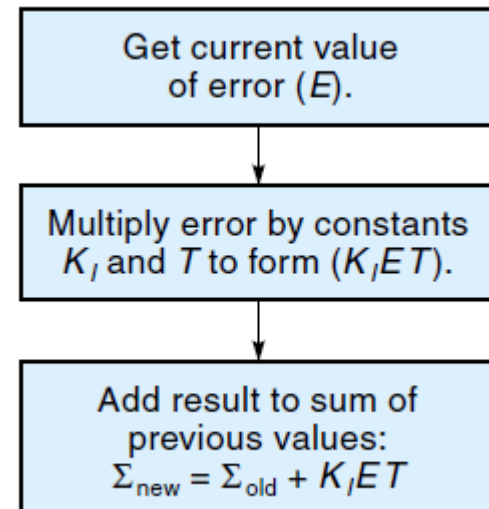 Get current value
of error (E).
Multiply error by constants
K_I and T to form (K_IET).
Add result to sum of
previous values:
Σ_new = Σ_old + K_IET